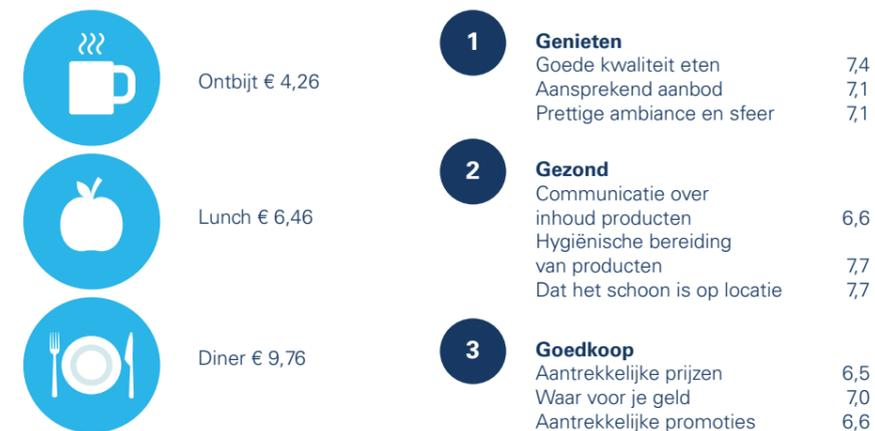 Ontbijt € 4,26
Lunch € 6,46
Diner € 9,76
1
Genieten
Goede kwaliteit eten 7,4
Aansprekend aanbod 7,1
Prettige ambiance en sfeer 7,1
2
Gezond
Communicatie over
inhoud producten 6,6
Hygiënische bereiding
van producten 7,7
Dat het schoon is op locatie 7,7
3
Goedkoop
Aantrekkelijke prijzen 6,5
Waar voor je geld 7,0
Aantrekkelijke promoties 6,6